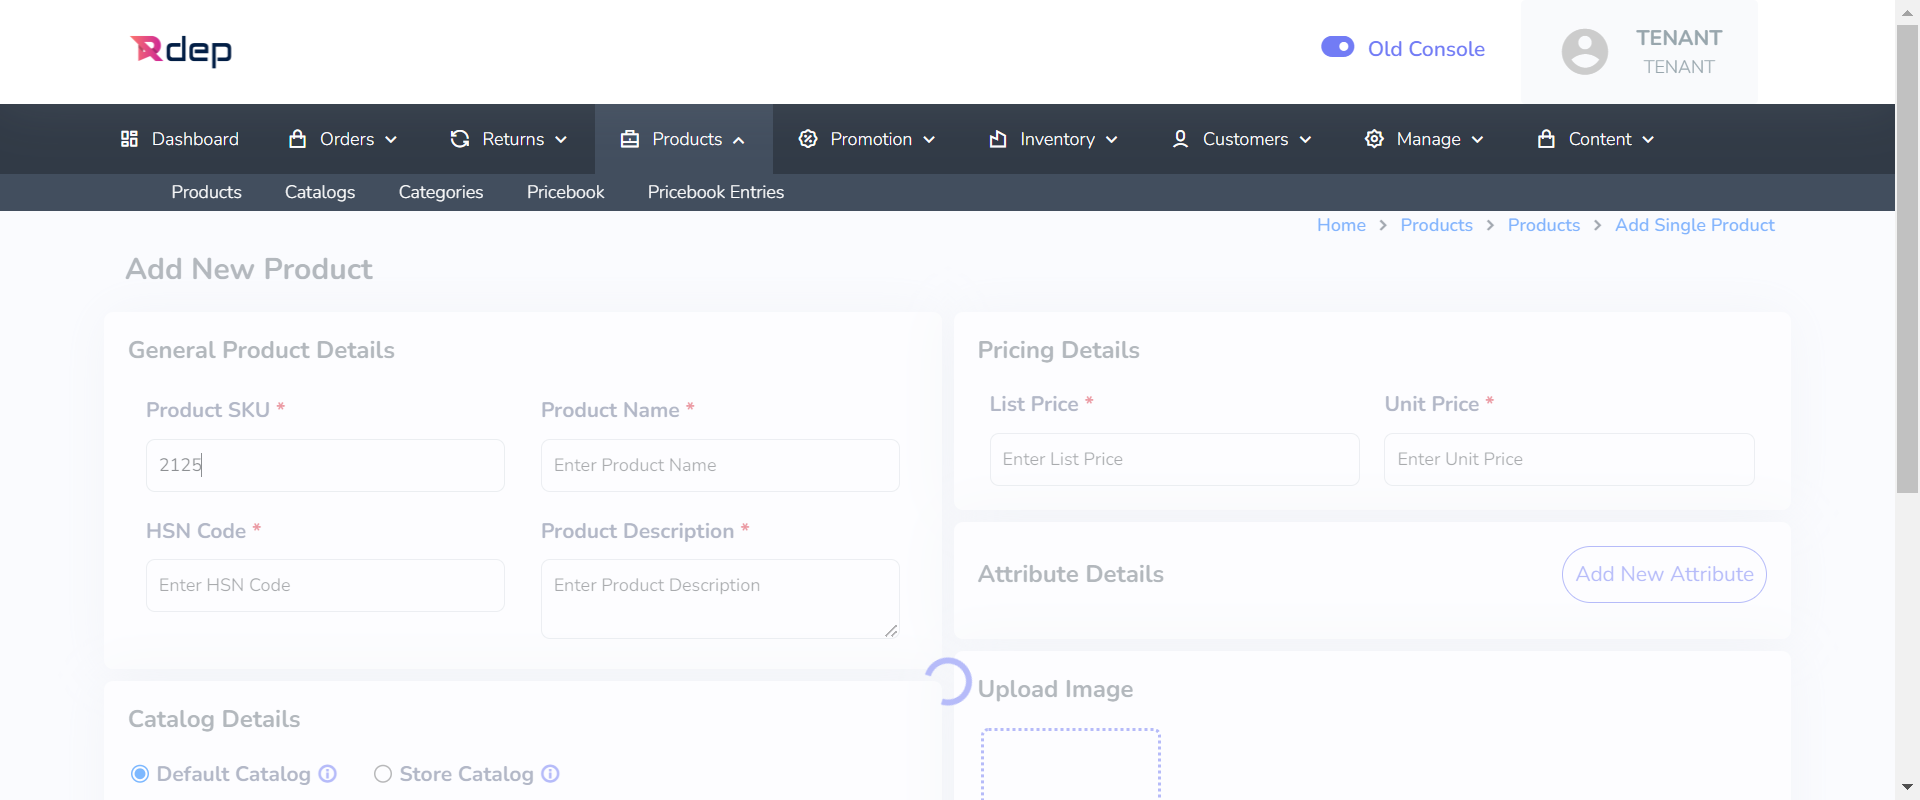 Rdep
Old Console
TENANT
TENANT
Dashboard Orders Returns Products Promotion Inventory Customers Manage Content
Products Catalogs Categories Pricebook Pricebook Entries
Home > Products > Products > Add Single Product
Add New Product
General Product Details
Product SKU *
Product Name *
2125
Enter Product Name
HSN Code *
Product Description *
Enter HSN Code
Enter Product Description
Catalog Details
Default Catalog
Store Catalog
Pricing Details
List Price *
Unit Price *
Enter List Price
Enter Unit Price
Attribute Details
Add New Attribute
Upload Image